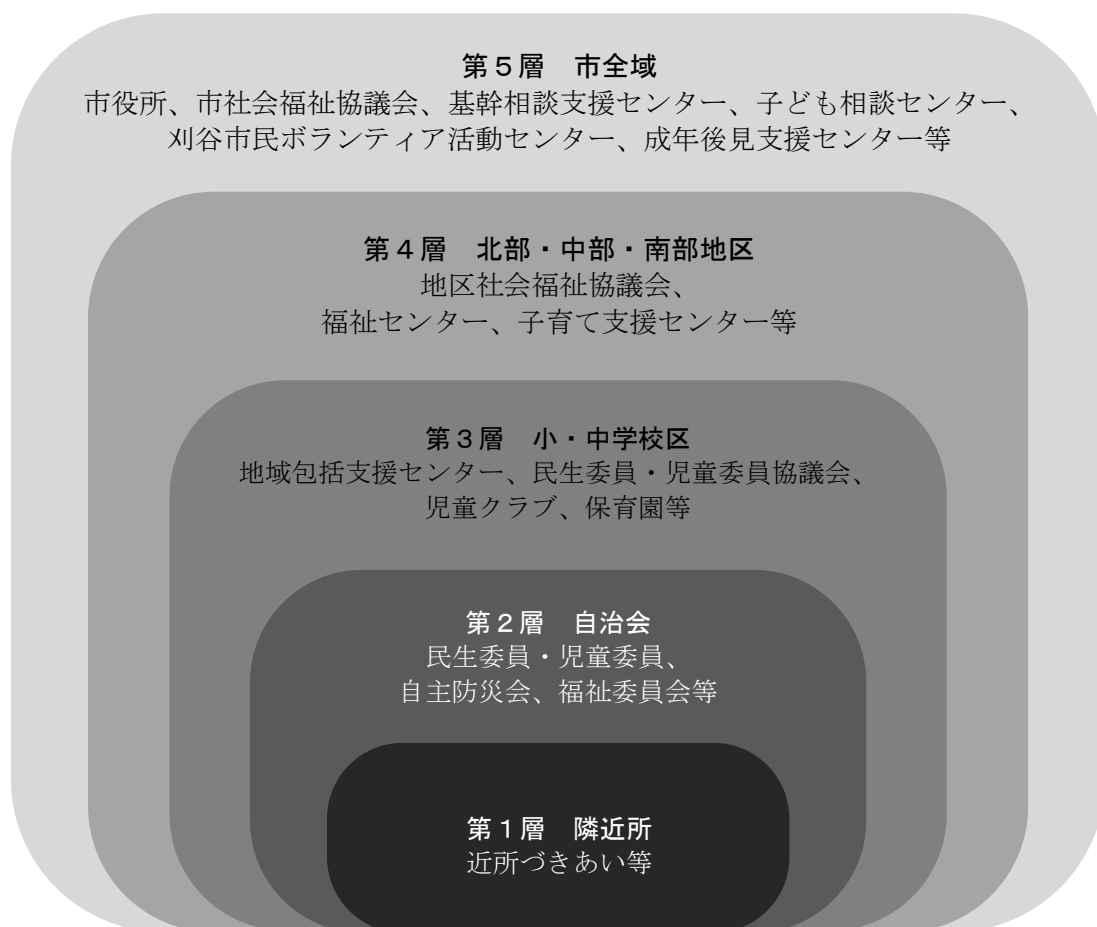 第５層　市全域
市役所、市社会福祉協議会、基幹相談支援センター、子ども相談センター、
刈谷市民ボランティア活動センター、成年後見支援センター等
第４層　北部・中部・南部地区
地区社会福祉協議会、
福祉センター、子育て支援センター等
第３層　小・中学校区
地域包括支援センター、民生委員・児童委員協議会、
児童クラブ、保育園等
第２層　自治会
民生委員・児童委員、
自主防災会、福祉委員会等
第１層　隣近所
近所づきあい等